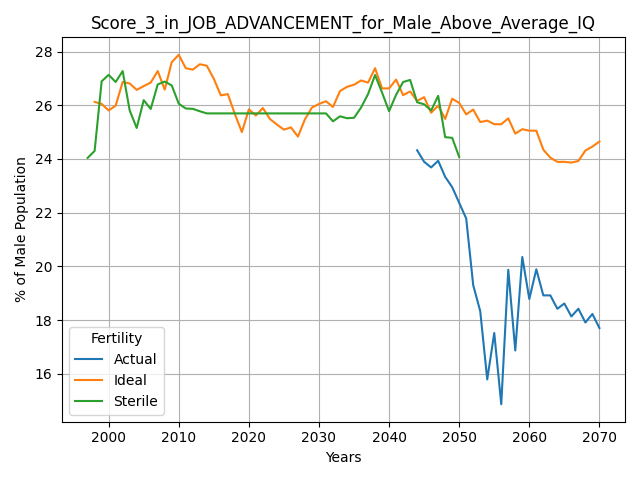 Score_3_in_JOB_ADVANCEMENT_for_Male_Above_Average_IQ
% of Male Population
28
26
24
22
20
18
16
Fertility
Actual
Ideal
Sterile
2000 2010 2020 2030 2040 2050 2060 2070
Years